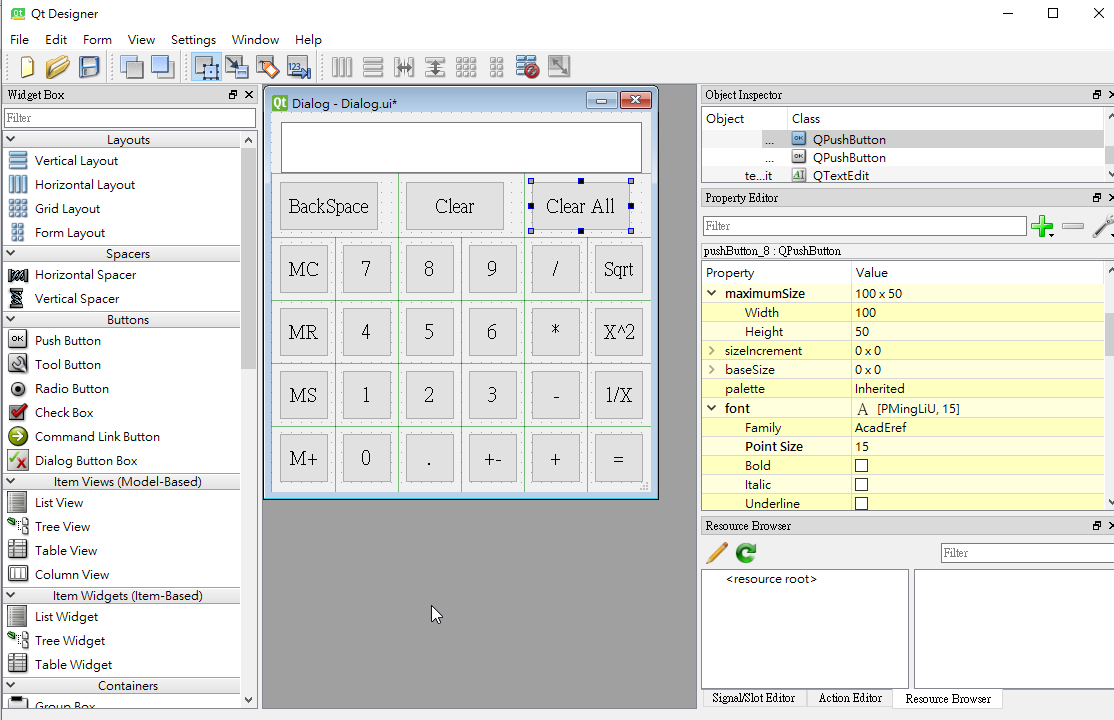 Qt Designer
File Edit Form View Settings Window Help
Widget Box
Filter
Layouts
Vertical Layout
Horizontal Layout
Grid Layout
Form Layout
Spacers
Horizontal Spacer
Vertical Spacer
Buttons
Push Button
Tool Button
Radio Button
Check Box
Command Link Button
Dialog Button Box
Item Views (Model-Based)
List View
Tree View
Table View
Column View
Item Widgets (Item-Based)
List Widget
Tree Widget
Table Widget
Containers
Group Box
Qt Dialog - Dialog.ui*
BackSpace Clear Clear All
MC 7 8 9 / Sqrt
MR 4 5 6 * X^2
MS 1 2 3 - 1/X
M+ 0 . +- + =
Object Inspector
Object Class
... QPushButton
... QPushButton
te...it QTextEdit
Property Editor
Filter
pushButton_8 : QPushButton
Property Value
maximumSize 100 x 50
Width 100
Height 50
sizeIncrement 0 x 0
baseSize 0 x 0
palette Inherited
font A [PMingLiU, 15]
Family AcadEref
Point Size 15
Bold
Italic
Underline
Resource Browser
Filter
<resource root>
Signal/Slot Editor Action Editor Resource Browser